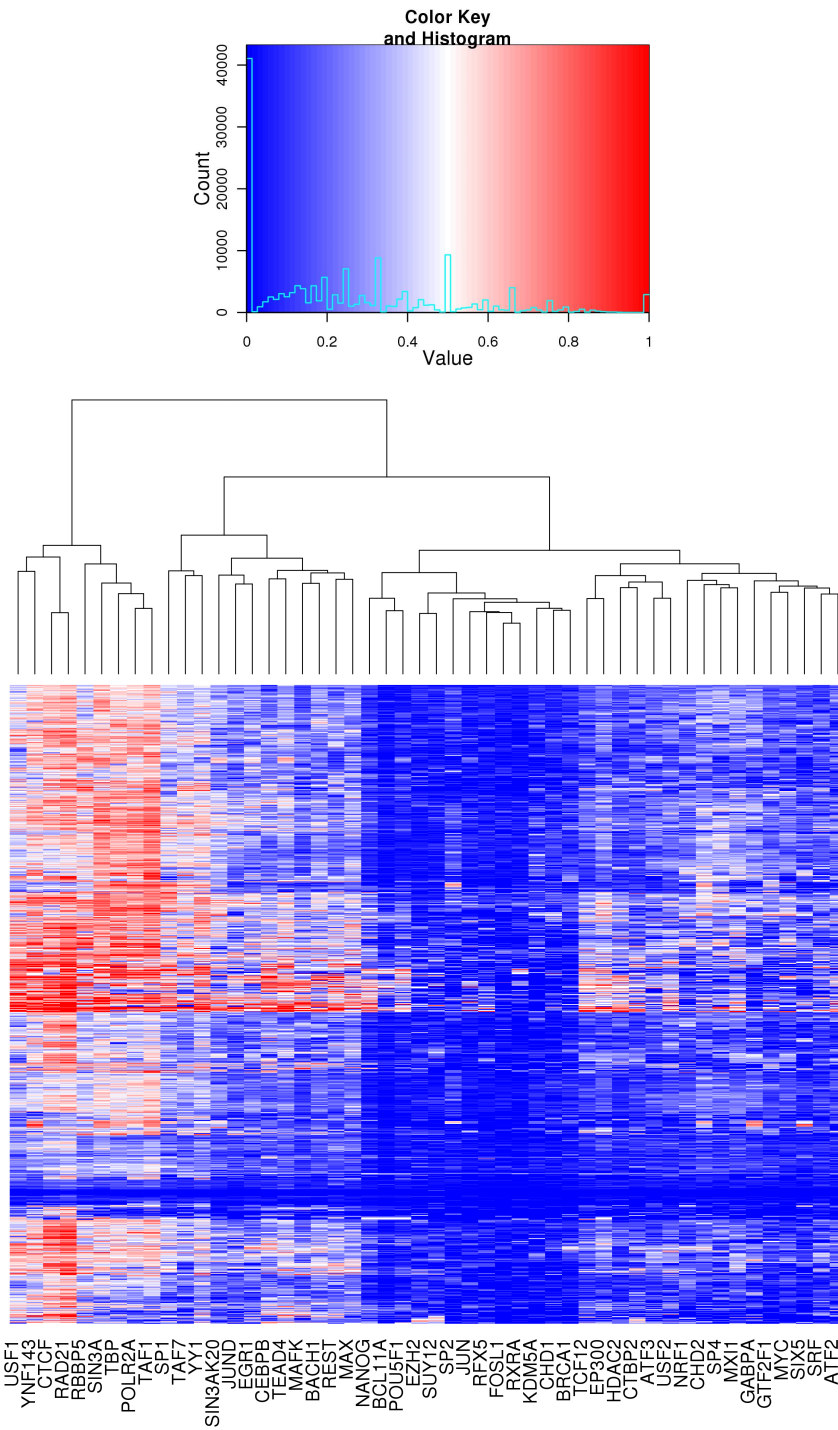 Color Key
and Histogram
Count
0
10000
20000
30000
40000
0 0.2 0.4 0.6 0.8 1
Value
USF1
YNF143
CTCF
RAD21
RBBP5
SIN3A
TBP
POLR2A
TAF1
SP1
TAF7
YY1
SIN3AK20
JUND
EGR1
CEBPB
TEAD4
MAFK
BACH1
REST
MAX
NANOG
BCL11A
POU5F1
EZH2
SUY12
SP2
JUN
RFX5
FOSL1
RXRA
KDM5A
CHD1
BRCA1
TCF12
EP300
HDAC2
CTBP2
ATF3
USF2
NRF1
CHD2
SP4
MXI1
GABPA
GTF2F1
MYC
SIX5
SRF
ATF2